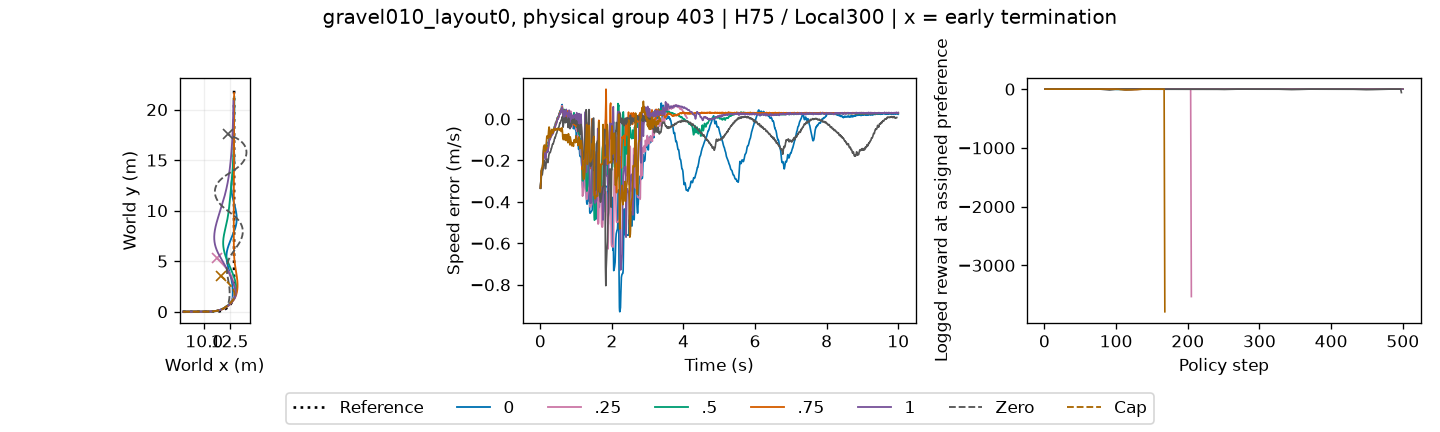 gravel010_layout0, physical group 403 | H75 / Local300 | x = early termination
World y (m)
20
15
10
5
0
10.0
12.5
World x (m)
Speed error (m/s)
0.0
−0.2
−0.4
−0.6
−0.8
0 2 4 6 8 10
Time (s)
Logged reward at assigned preference
0
−1000
−2000
−3000
0 100 200 300 400 500
Policy step
Reference 0 .25 .5 .75 1 Zero Cap